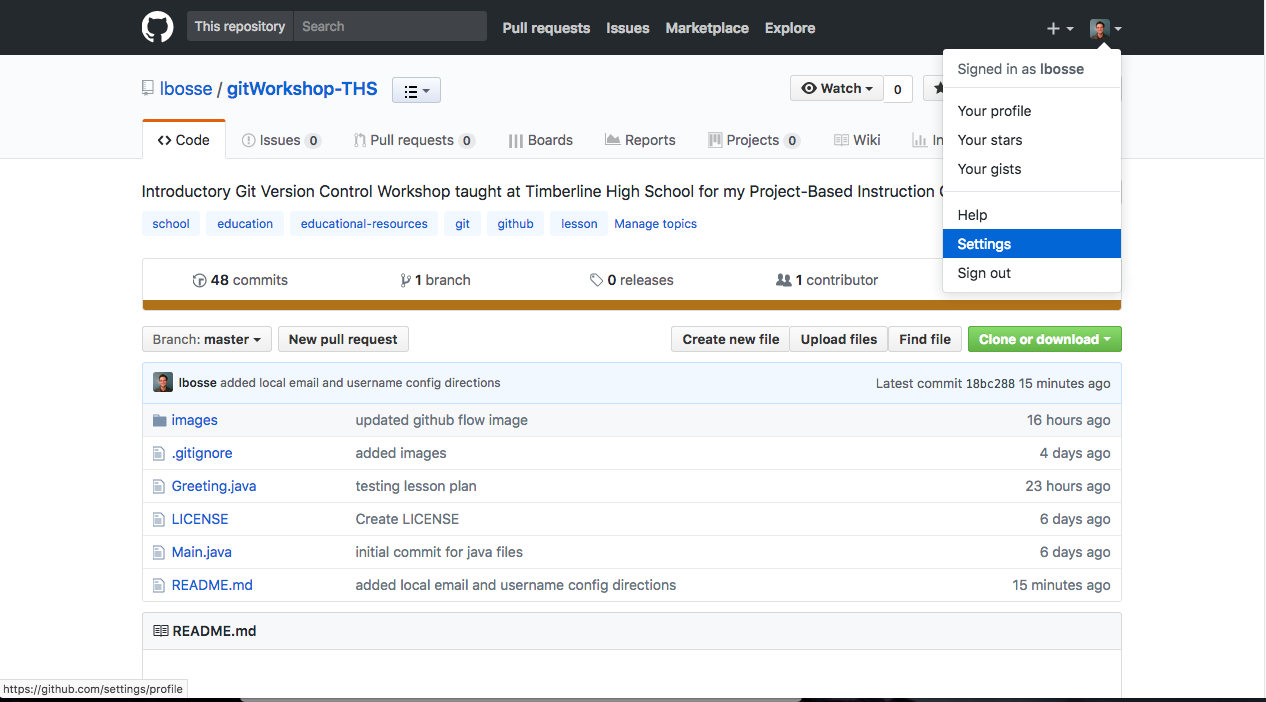 This repository Search Pull requests Issues Marketplace Explore
Signed in as lbosse
Your profile
Your stars
Your gists
Help
Settings
Sign out
lbosse / gitWorkshop-THS Watch 0
Code Issues 0 Pull requests 0 Boards Reports Projects 0 Wiki
Introductory Git Version Control Workshop taught at Timberline High School for my Project-Based Instruction
school education educational-resources git github lesson Manage topics
48 commits 1 branch 0 releases 1 contributor
Branch: master New pull request Create new file Upload files Find file Clone or download
lbosse added local email and username config directions Latest commit 18bc288 15 minutes ago
images updated github flow image 16 hours ago
.gitignore added images 4 days ago
Greeting.java testing lesson plan 23 hours ago
LICENSE Create LICENSE 6 days ago
Main.java initial commit for java files 6 days ago
README.md added local email and username config directions 15 minutes ago
README.md
https://github.com/settings/profile